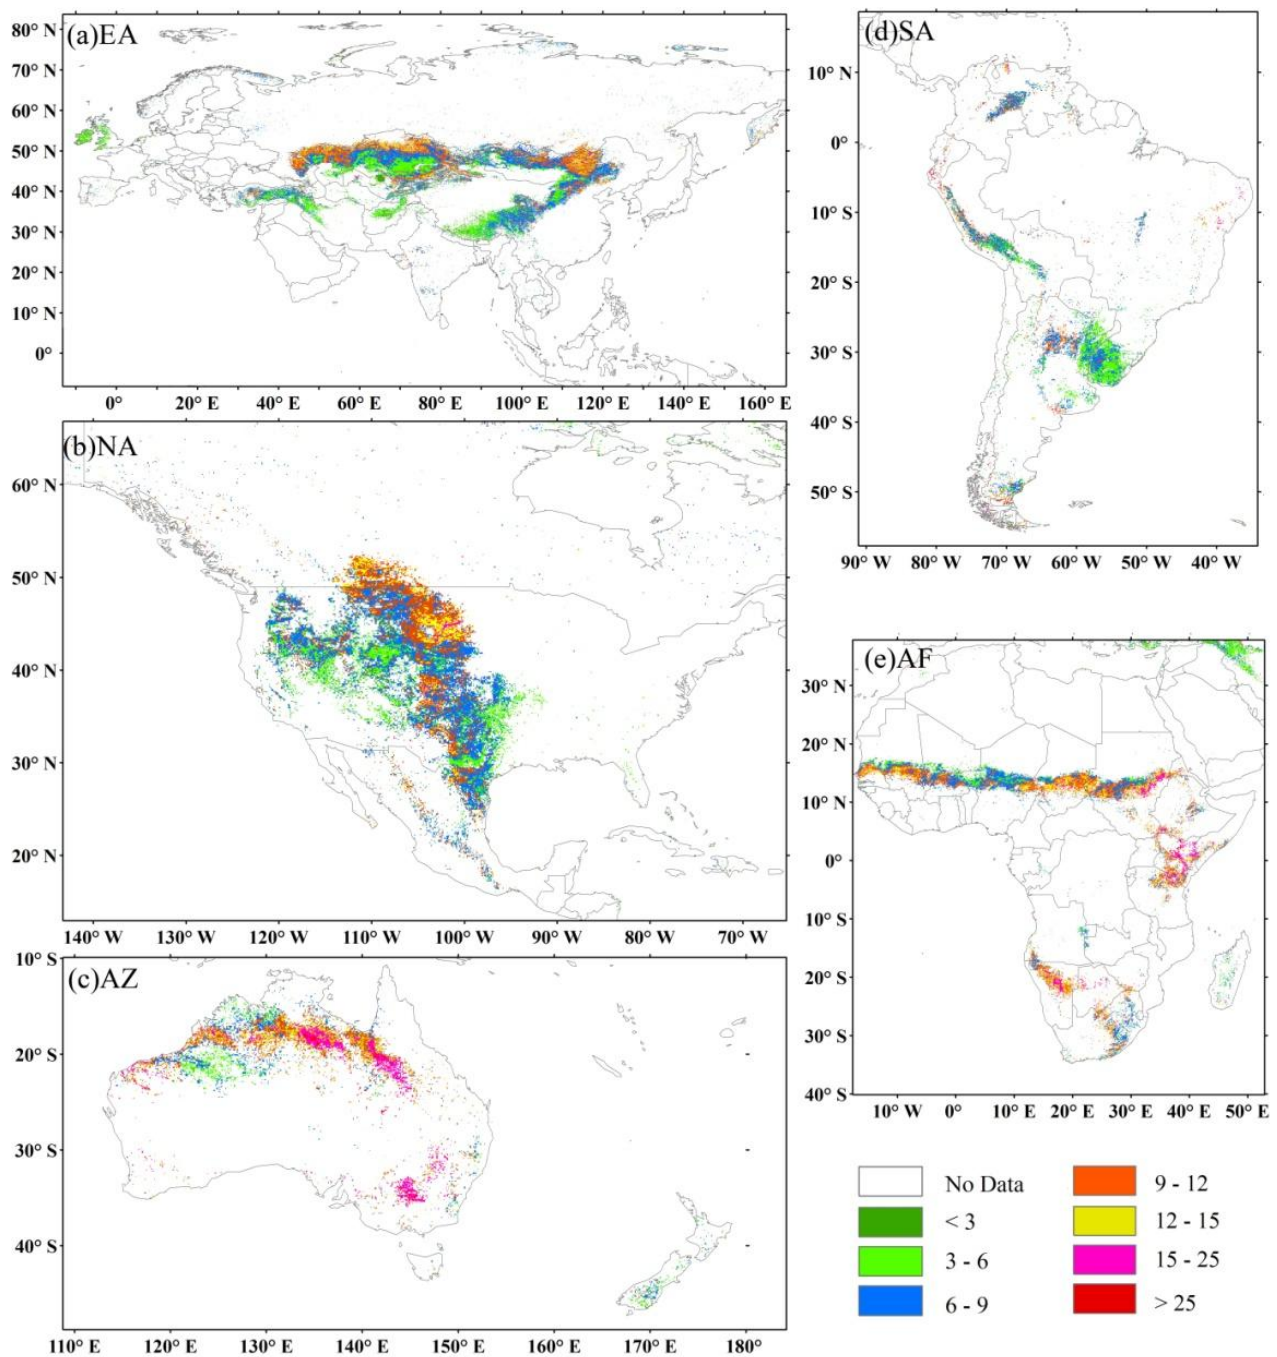 (a)EA
80° N
70° N
60° N
50° N
40° N
30° N
20° N
10° N
0°
0° 20° E 40° E 60° E 80° E 100° E 120° E 140° E 160° E
(b)NA
60° N
50° N
40° N
30° N
20° N
140° W 130° W 120° W 110° W 100° W 90° W 80° W 70° W
(c)AZ
10° S
20° S
30° S
40° S
110° E 120° E 130° E 140° E 150° E 160° E 170° E 180°
(d)SA
10° N
0°
10° S
20° S
30° S
40° S
50° S
90° W 80° W 70° W 60° W 50° W 40° W
(e)AF
30° N
20° N
10° N
0°
10° S
20° S
30° S
40° S
10° W 0° 10° E 20° E 30° E 40° E 50° E
No Data
< 3
3 - 6
6 - 9
9 - 12
12 - 15
15 - 25
> 25